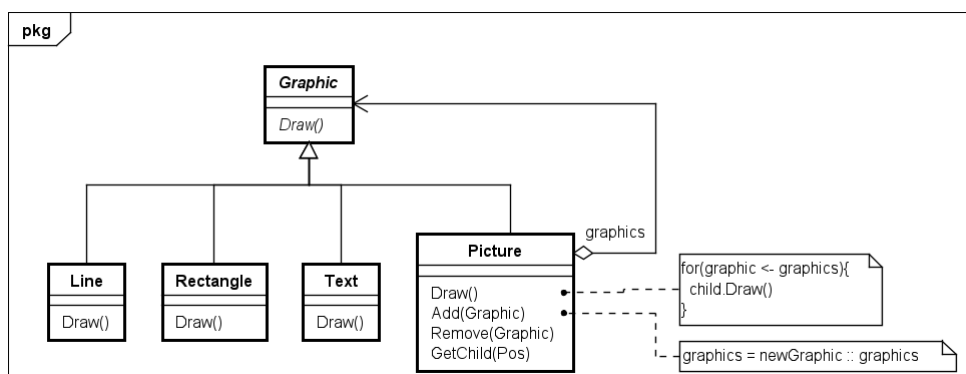 pkg
Graphic
Draw()
graphics
Line
Draw()
Rectangle
Draw()
Text
Draw()
Picture
Draw()
Add(Graphic)
Remove(Graphic)
GetChild(Pos)
for(graphic <- graphics){
child.Draw()
}
graphics = newGraphic :: graphics